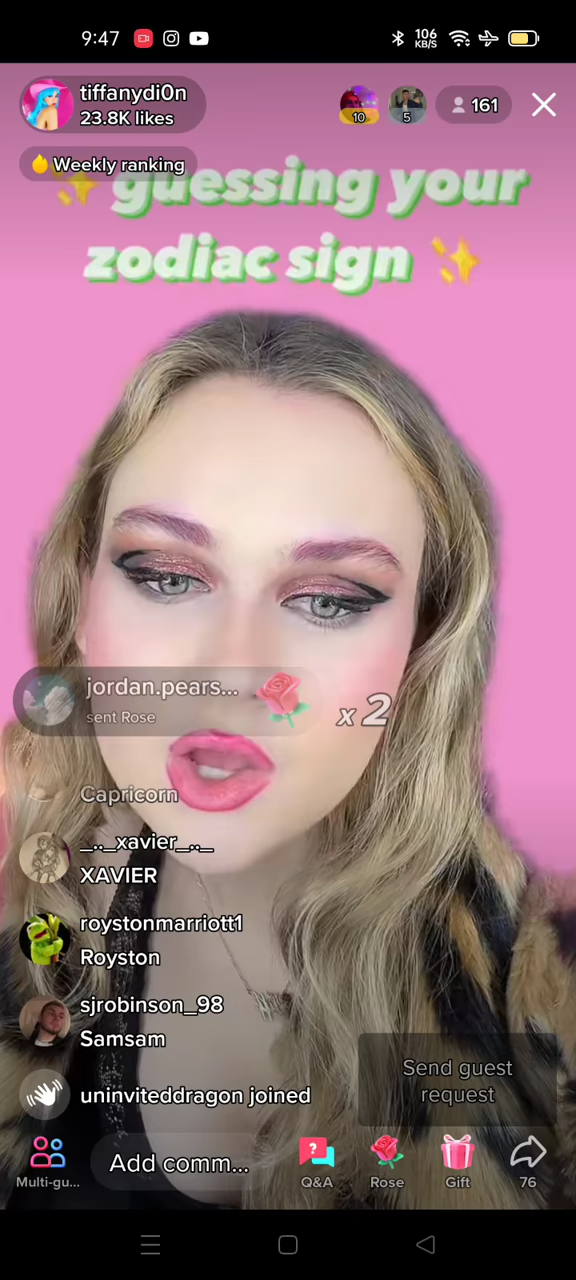 9:47
106
KB/S
tiffanydi0n
23.8K likes
10
5
161
Weekly ranking
✨ guessing your
zodiac sign ✨
jordan.pears...
sent Rose
x 2
Capricorn
_.._xavier_.._
XAVIER
roystonmarriott1
Royston
sjrobinson_98
Samsam
uninviteddragon joined
Send guest
request
Multi-gu...
Add comm...
Q&A
Rose
Gift
76